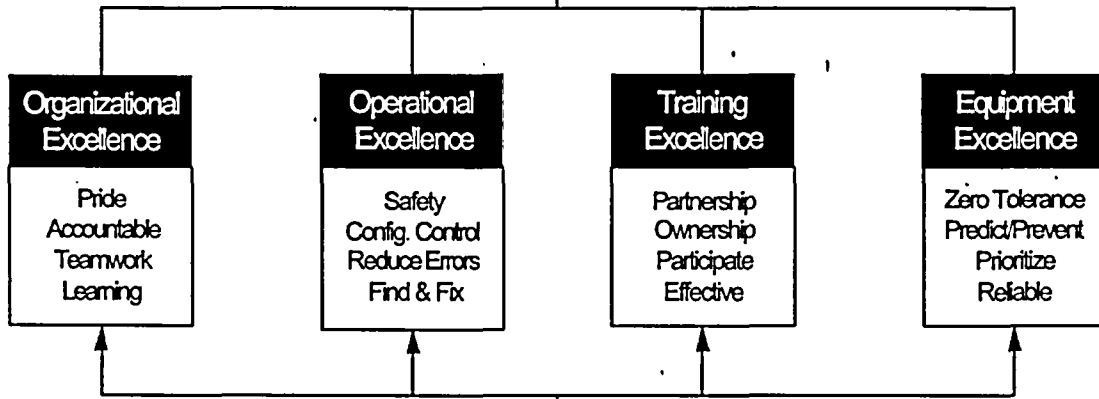 Organizational
Excellence
Pride
Accountable
Teamwork
Learning
Operational
Excellence
Safety
Config. Control
Reduce Errors
Find & Fix
Training
Excellence
Partnership
Ownership
Participate
Effective
Equipment
Excellence
Zero Tolerance
Predict/Prevent
Prioritize
Reliable